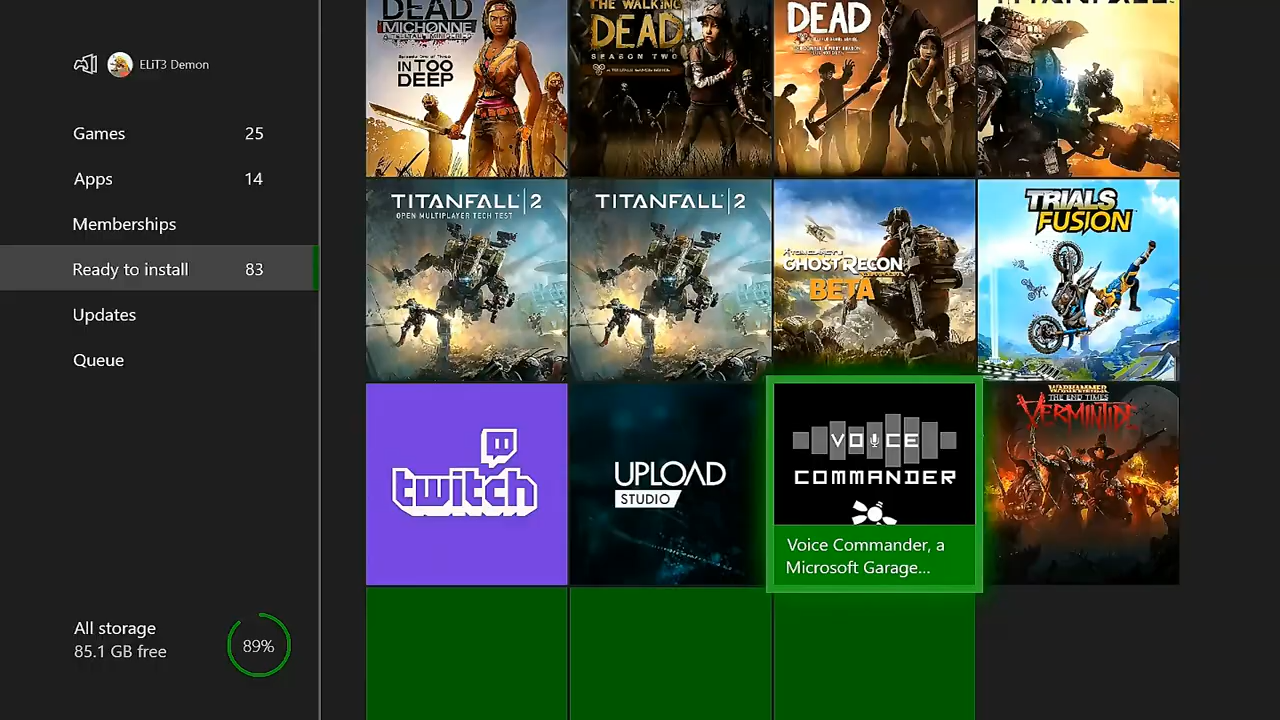 ELiT3 Demon
Games 25
Apps 14
Memberships
Ready to install 83
Updates
Queue
All storage
85.1 GB free
89%
DEAD
MICHONNE
IN TOO
DEEP
THE WALKING
DEAD
SEASON TWO
DEAD
TITANFALL
TITANFALL 2
OPEN MULTIPLAYER TECH TEST
TITANFALL 2
TOM CLANCY'S
GHOST RECON
BETA
TRIALS
FUSION
twitch
UPLOAD
STUDIO
VOICE
COMMANDER
Voice Commander, a
Microsoft Garage...
WARHAMMER
THE END TIMES
VERMINTIDE